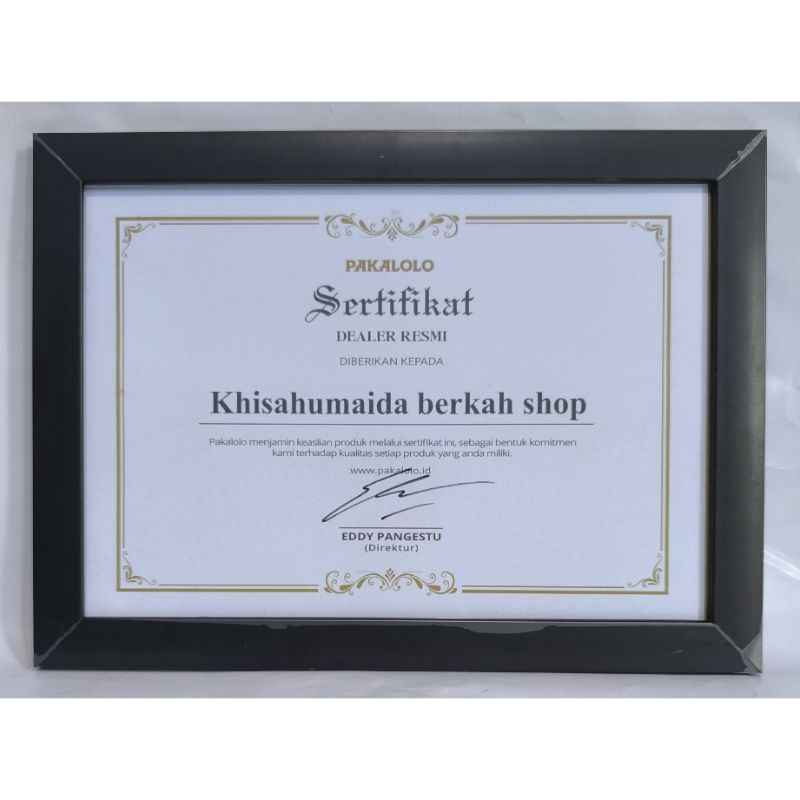 PAKALOLO
Sertifikat
DEALER RESMI
DIBERIKAN KEPADA
Khisahumaida berkah shop
Pakalolo menjamin keaslian produk melalui sertifikat ini, sebagai bentuk komitmen
kami terhadap kualitas setiap produk yang anda miliki.
www.pakalolo.id
EDDY PANGESTU
(Direktur)